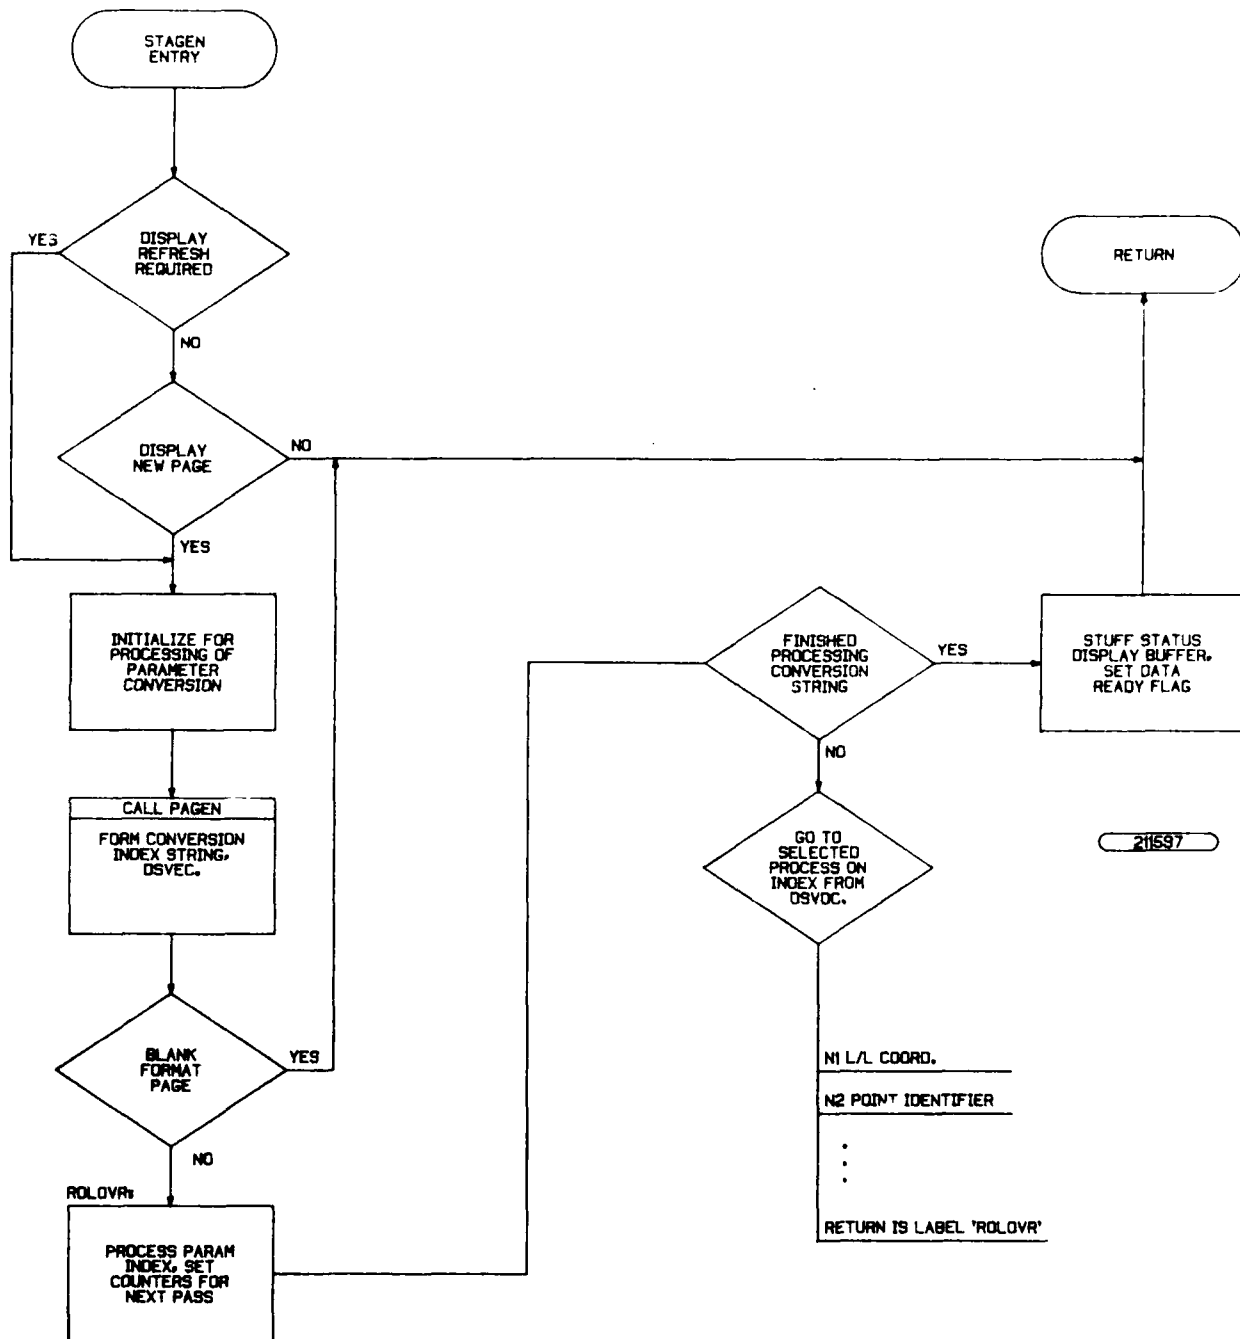 STAGEN
ENTRY
YES
DISPLAY
REFRESH
REQUIRED
NO
DISPLAY
NEW PAGE
NO
YES
INITIALIZE FOR
PROCESSING OF
PARAMETER
CONVERSION
CALL PAGEN
FORM CONVERSION
INDEX STRING,
DSVEC.
BLANK
FORMAT
PAGE
YES
NO
ROLOVR:
PROCESS PARAM
INDEX, SET
COUNTERS FOR
NEXT PASS
RETURN
FINISHED
PROCESSING
CONVERSION
STRING
YES
STUFF STATUS
DISPLAY BUFFER,
SET DATA
READY FLAG
NO
GO TO
SELECTED
PROCESS ON
INDEX FROM
DSVOC.
211597
N1 L/L COORD.
N2 POINT IDENTIFIER
RETURN IS LABEL 'ROLOVR'